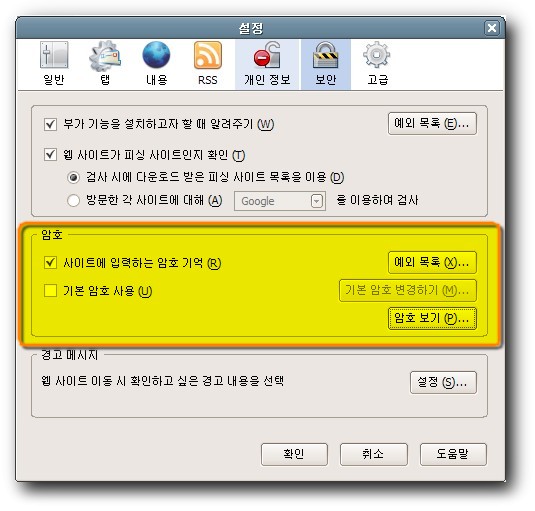 설정
일반 탭 내용 RSS 개인 정보 보안 고급
부가 기능을 설치하고자 할 때 알려주기 (W) 예외 목록 (E)...
웹 사이트가 피싱 사이트인지 확인 (T)
검사 시에 다운로드 받은 피싱 사이트 목록을 이용 (D)
방문한 각 사이트에 대해 (A) Google 을 이용하여 검사
암호
사이트에 입력하는 암호 기억 (R) 예외 목록 (X)...
기본 암호 사용 (U) 기본 암호 변경하기 (M)...
암호 보기 (P)...
경고 메시지
웹 사이트 이동 시 확인하고 싶은 경고 내용을 선택 설정 (S)...
확인 취소 도움말